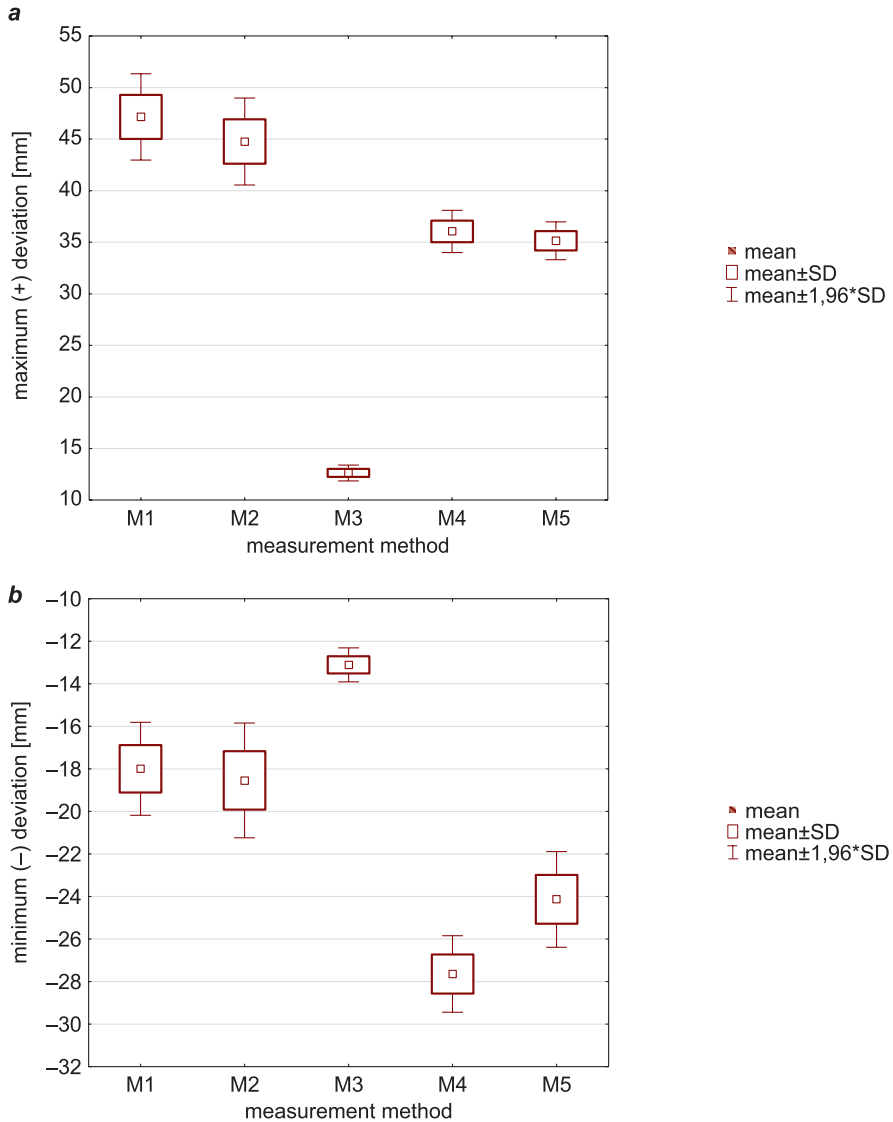 a
maximum (+) deviation [mm]
55
50
45
40
35
30
25
20
15
10
M1 M2 M3 M4 M5
measurement method
mean
mean±SD
mean±1,96*SD
b
minimum (–) deviation [mm]
–10
–12
–14
–16
–18
–20
–22
–24
–26
–28
–30
–32
M1 M2 M3 M4 M5
measurement method
mean
mean±SD
mean±1,96*SD